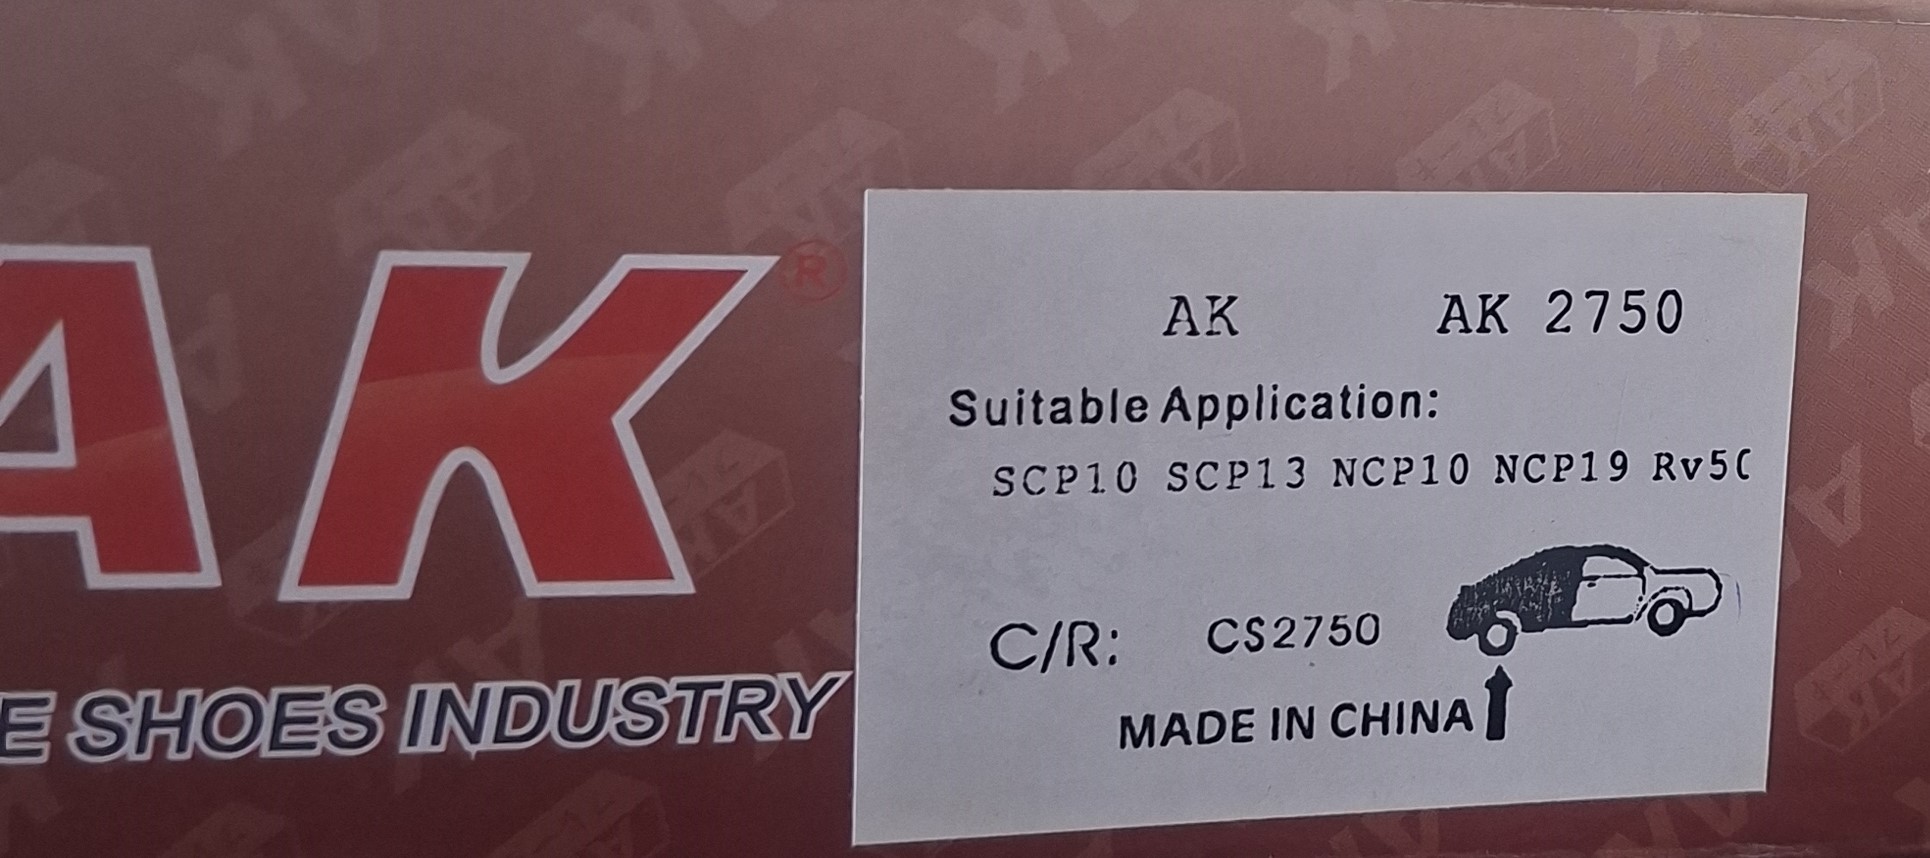 AK®
E SHOES INDUSTRY
AK AK 2750
Suitable Application:
SCP10 SCP13 NCP10 NCP19
C/R: CS2750
MADE IN CHINA